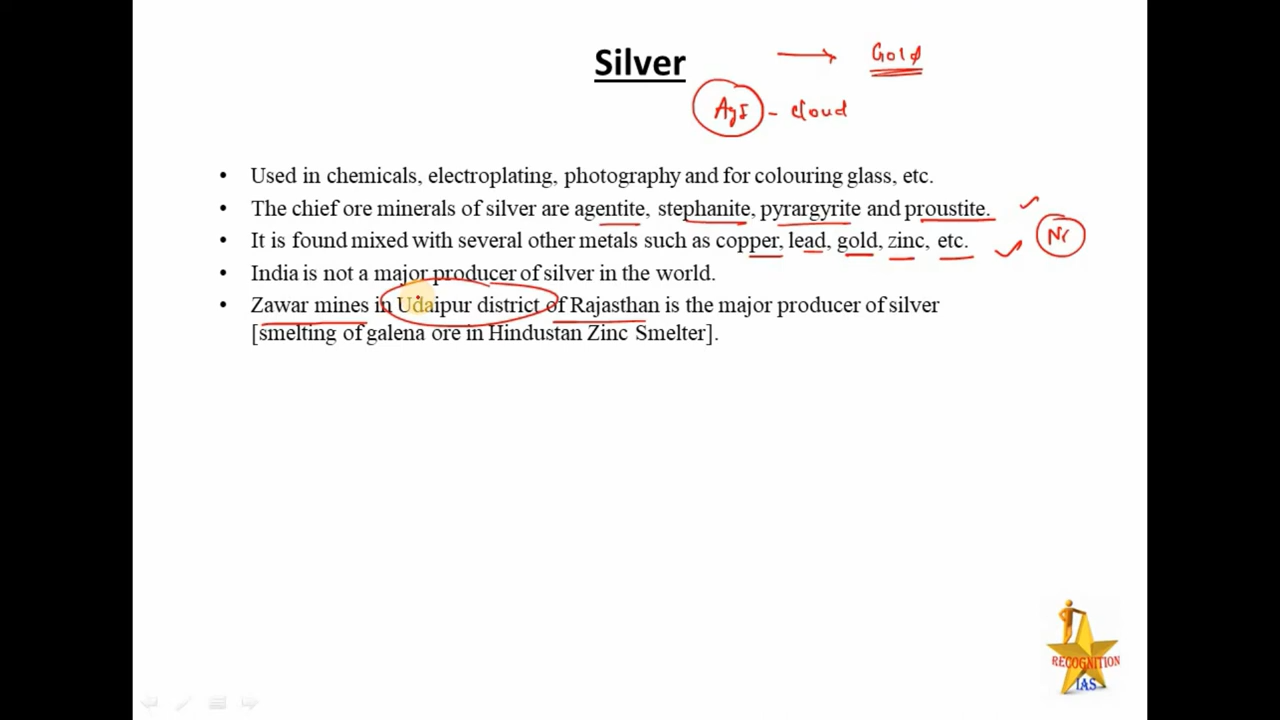 Silver → Gold
AgI - cloud
• Used in chemicals, electroplating, photography and for colouring glass, etc.
• The chief ore minerals of silver are agentite, stephanite, pyrargyrite and proustite.
• It is found mixed with several other metals such as copper, lead, gold, zinc, etc.
• India is not a major producer of silver in the world.
• Zawar mines in Udaipur district of Rajasthan is the major producer of silver
[smelting of galena ore in Hindustan Zinc Smelter].
RECOGNITION
IAS